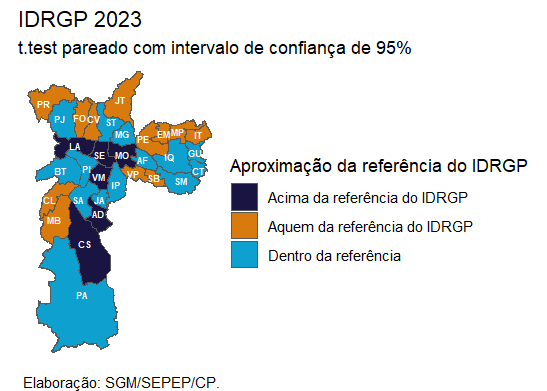 IDRGP 2023
t.test pareado com intervalo de confiança de 95%
JT
PR
PJ
FO
CV
ST
MG
PE
EM
MP
IT
LA
SE
MO
AF
IQ
GU
BT
PI
VM
IP
VP
SB
SM
CT
CL
SA
JA
AD
MB
CS
PA
Aproximação da referência do IDRGP
Acima da referência do IDRGP
Aquem da referência do IDRGP
Dentro da referência
Elaboração: SGM/SEPEP/CP.